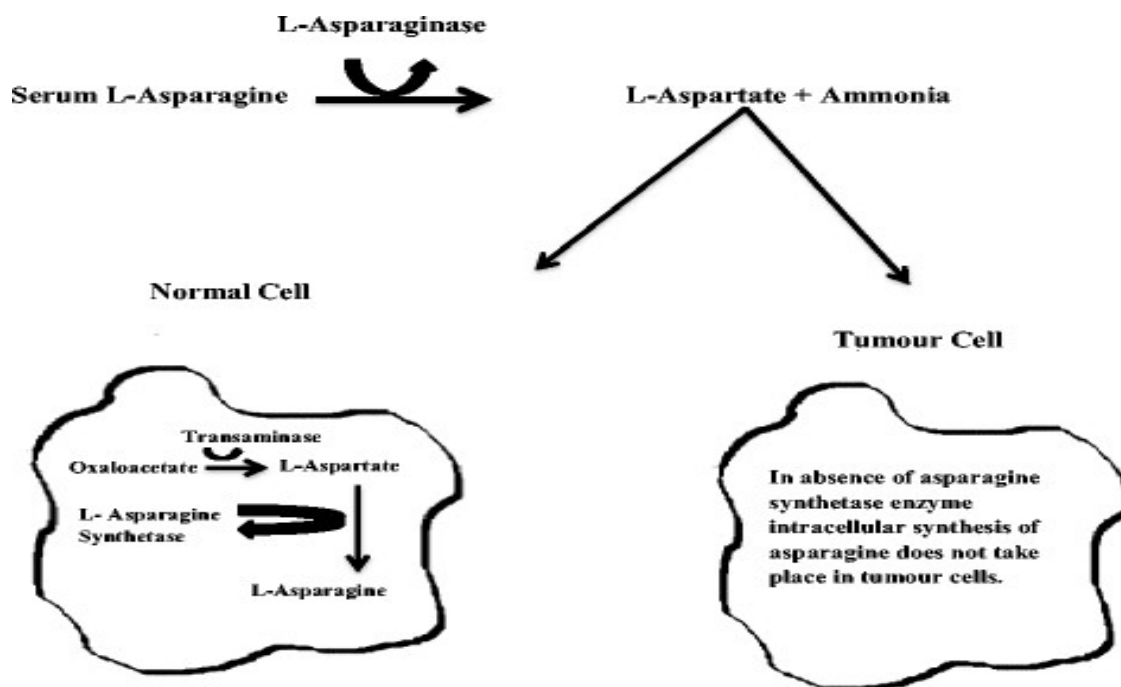 L-Asparaginase
Serum L-Asparagine
L-Aspartate + Ammonia
Normal Cell
Tumour Cell
Transaminase
Oxaloacetate
L-Aspartate
L- Asparagine
Synthetase
L-Asparagine
In absence of asparagine
synthetase enzyme
intracellular synthesis of
asparagine does not take
place in tumour cells.